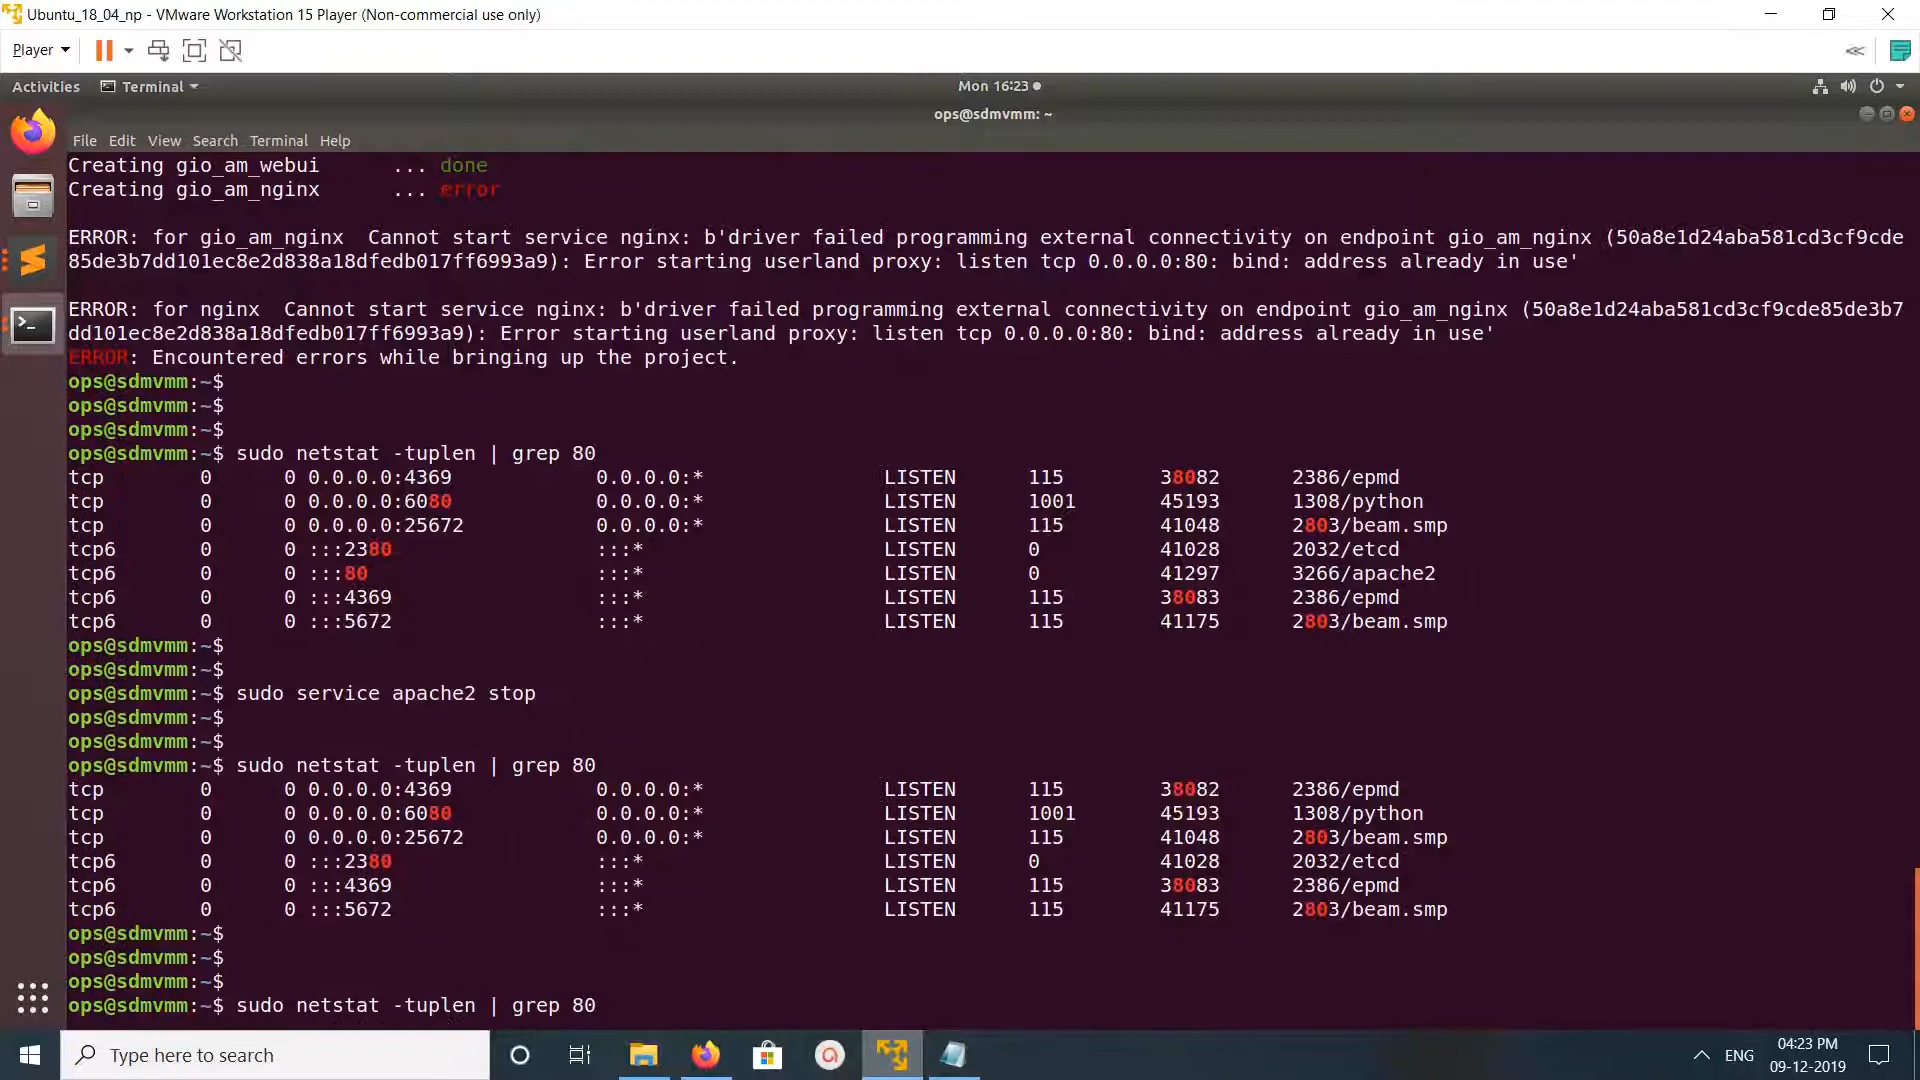 Ubuntu_18_04_np - VMware Workstation 15 Player (Non-commercial use only)
Player
Activities
Terminal
Mon 16:23
ops@sdmvmm: ~
File Edit View Search Terminal Help
Creating gio_am_webui      ... done
Creating gio_am_nginx      ... error
ERROR: for gio_am_nginx  Cannot start service nginx: b'driver failed programming external connectivity on endpoint gio_am_nginx (50a8e1d24aba581cd3cf9cde
85de3b7dd101ec8e2d838a18dfedb017ff6993a9): Error starting userland proxy: listen tcp 0.0.0.0:80: bind: address already in use'
ERROR: for nginx  Cannot start service nginx: b'driver failed programming external connectivity on endpoint gio_am_nginx (50a8e1d24aba581cd3cf9cde85de3b7
dd101ec8e2d838a18dfedb017ff6993a9): Error starting userland proxy: listen tcp 0.0.0.0:80: bind: address already in use'
ERROR: Encountered errors while bringing up the project.
ops@sdmvmm:~$
ops@sdmvmm:~$
ops@sdmvmm:~$
ops@sdmvmm:~$ sudo netstat -tuplen | grep 80
tcp        0      0 0.0.0.0:4369            0.0.0.0:*               LISTEN      115        38082      2386/epmd
tcp        0      0 0.0.0.0:6080            0.0.0.0:*               LISTEN      1001       45193      1308/python
tcp        0      0 0.0.0.0:25672           0.0.0.0:*               LISTEN      115        41048      2803/beam.smp
tcp6       0      0 :::2380                 :::*                    LISTEN      0          41028      2032/etcd
tcp6       0      0 :::80                   :::*                    LISTEN      0          41297      3266/apache2
tcp6       0      0 :::4369                 :::*                    LISTEN      115        38083      2386/epmd
tcp6       0      0 :::5672                 :::*                    LISTEN      115        41175      2803/beam.smp
ops@sdmvmm:~$
ops@sdmvmm:~$
ops@sdmvmm:~$ sudo service apache2 stop
ops@sdmvmm:~$
ops@sdmvmm:~$
ops@sdmvmm:~$ sudo netstat -tuplen | grep 80
tcp        0      0 0.0.0.0:4369            0.0.0.0:*               LISTEN      115        38082      2386/epmd
tcp        0      0 0.0.0.0:6080            0.0.0.0:*               LISTEN      1001       45193      1308/python
tcp        0      0 0.0.0.0:25672           0.0.0.0:*               LISTEN      115        41048      2803/beam.smp
tcp6       0      0 :::2380                 :::*                    LISTEN      0          41028      2032/etcd
tcp6       0      0 :::4369                 :::*                    LISTEN      115        38083      2386/epmd
tcp6       0      0 :::5672                 :::*                    LISTEN      115        41175      2803/beam.smp
ops@sdmvmm:~$
ops@sdmvmm:~$
ops@sdmvmm:~$
ops@sdmvmm:~$ sudo netstat -tuplen | grep 80
Type here to search
ENG
04:23 PM
09-12-2019